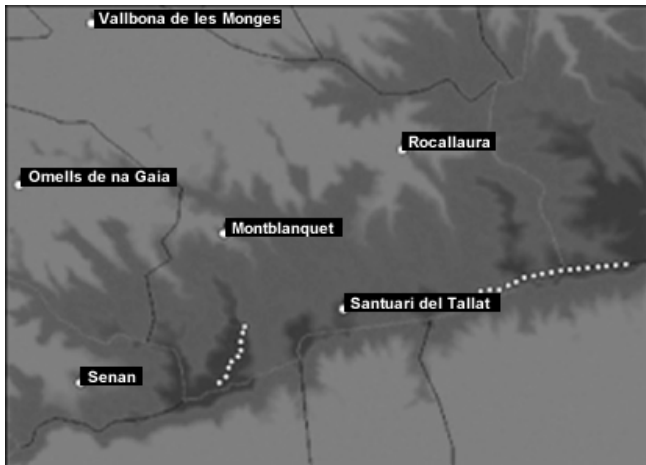 Vallbona de les Monges
Rocallaura
Omells de na Gaia
Montblanquet
Santuari del Tallat
Senan